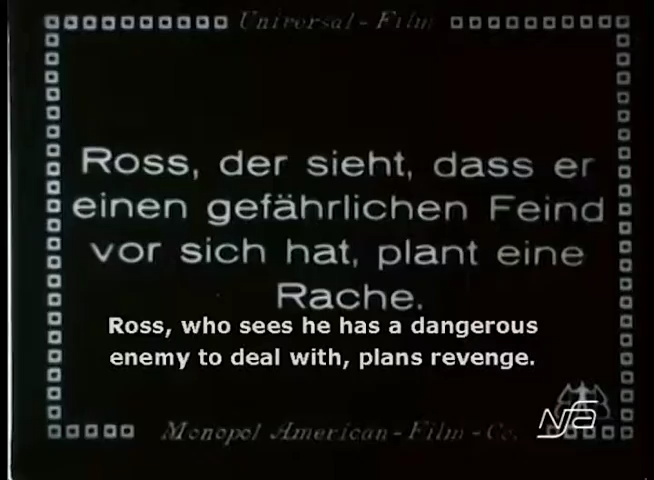 Universal-Film
Ross, der sieht, dass er
einen gefährlichen Feind
vor sich hat, plant eine
Rache.
Ross, who sees he has a dangerous
enemy to deal with, plans revenge.
Monopol American-Film-Co.
nfa